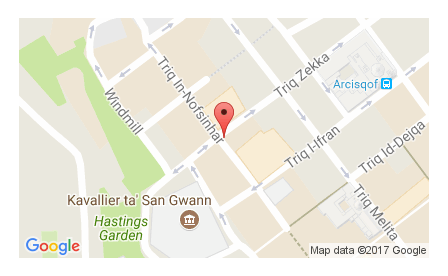 Triq Zekka
Arcisqof
Triq In-Nofsinhar
Windmill
Triq l-Ifran
Triq Id-Dejqa
Triq Melita
Kavallier ta' San Gwann
Hastings
Garden
Google
Map data ©2017 Google